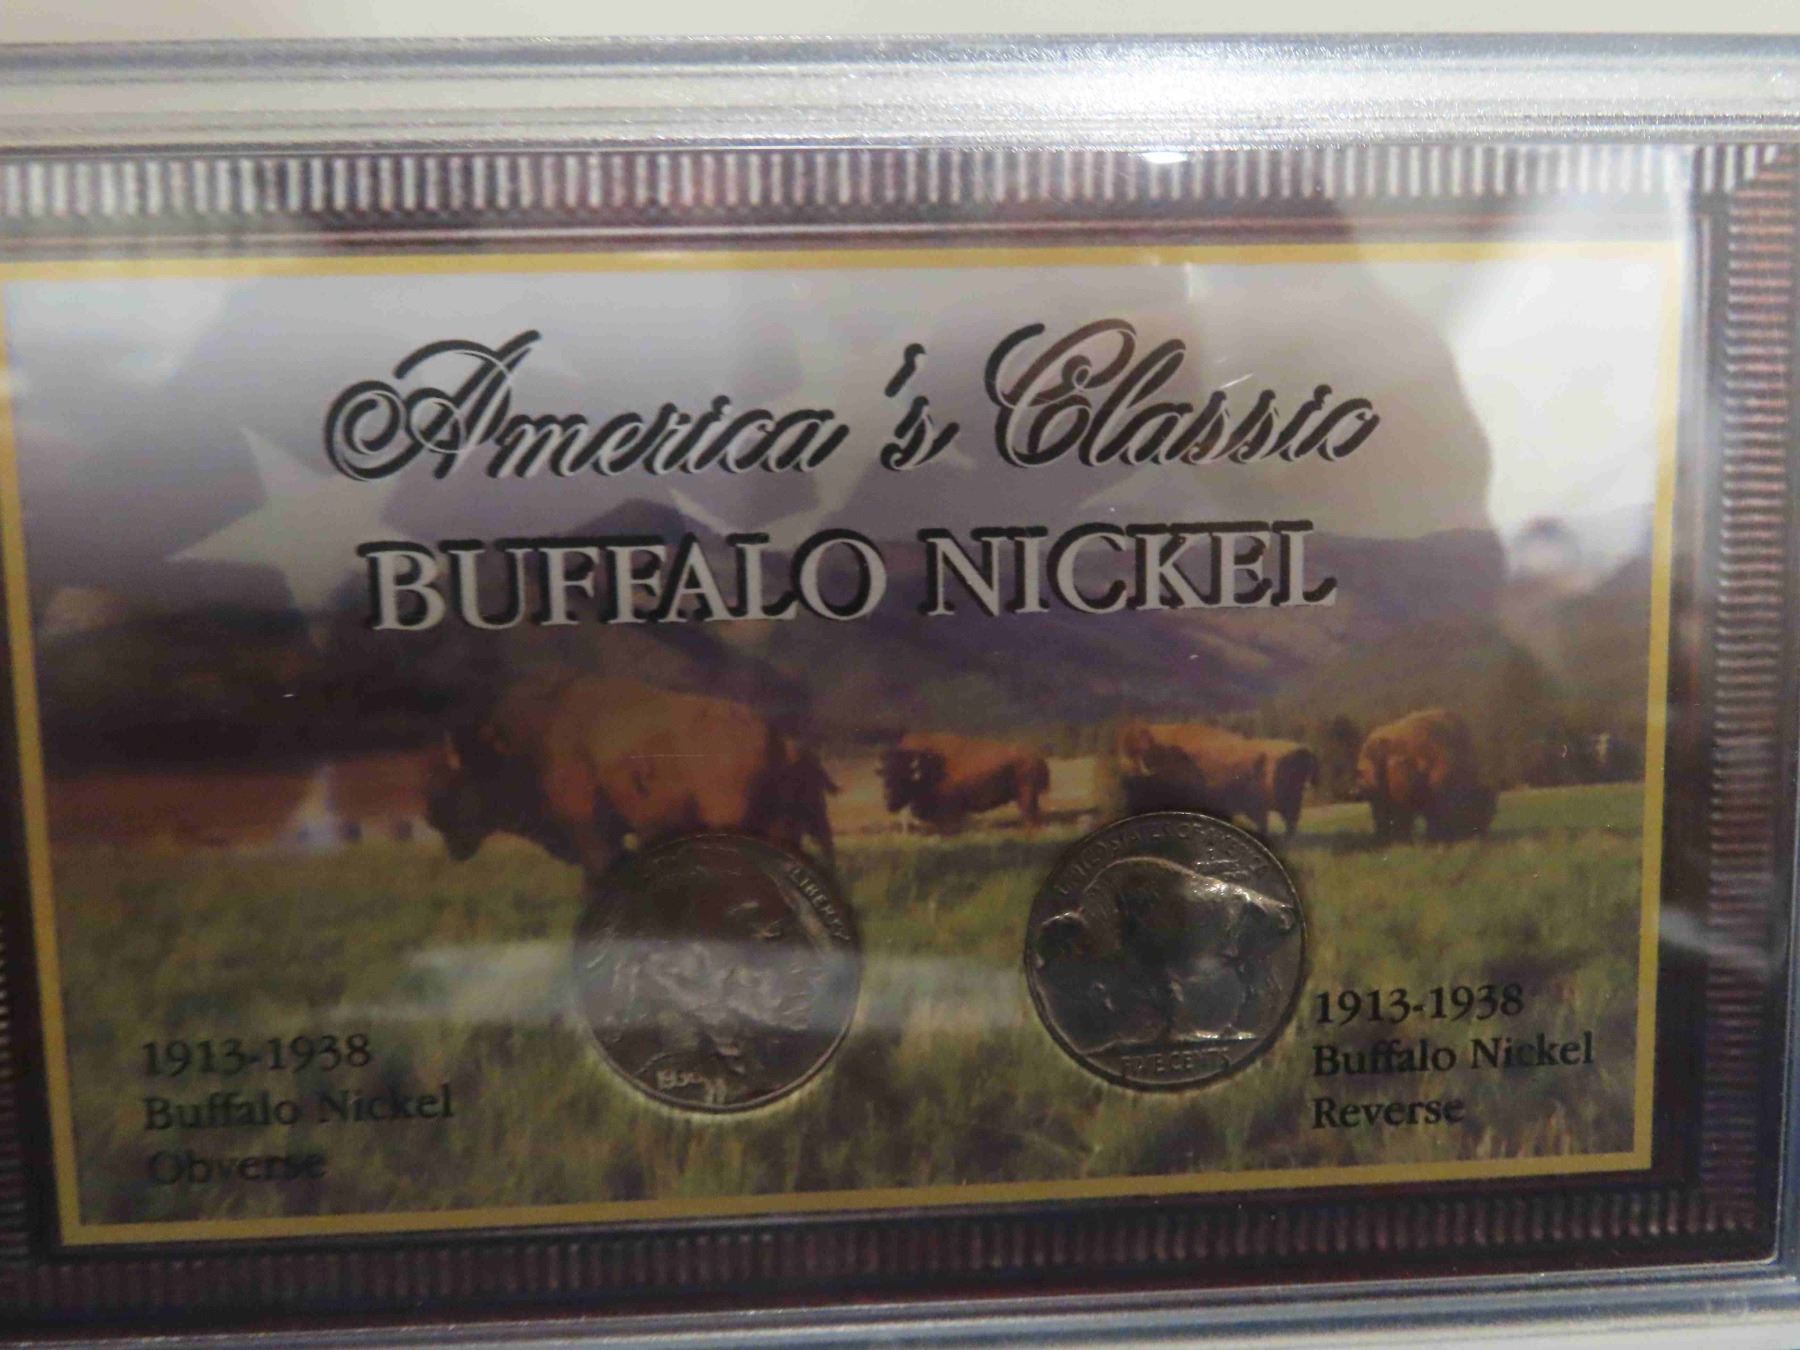 America's Classic
BUFFALO NICKEL
LIBERTY
UNITED STATES OF AMERICA
FIVE CENTS
1913-1938
Buffalo Nickel
Obverse
1913-1938
Buffalo Nickel
Reverse